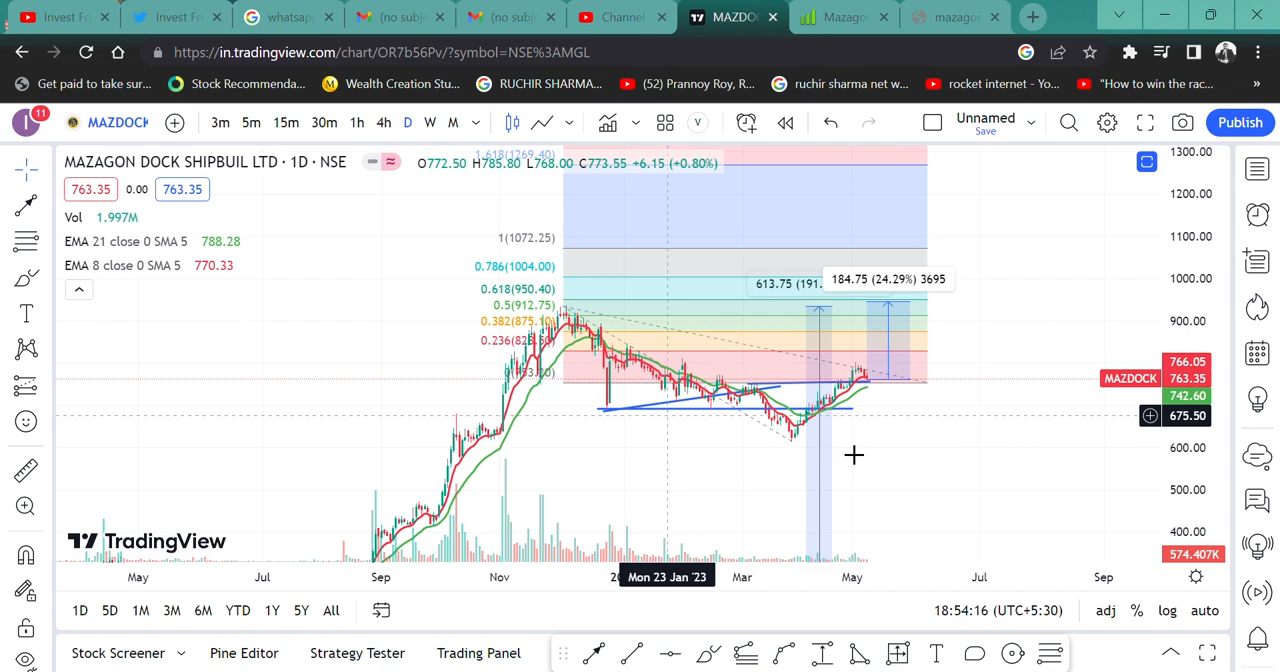 Invest Fo
Invest Fo
whatsap
(no subje
(no subje
Channel
MAZDO
Mazagon
mazagon
https://in.tradingview.com/chart/OR7b56Pv/?symbol=NSE%3AMGL
Get paid to take sur...
Stock Recommenda...
Wealth Creation Stu...
RUCHIR SHARMA...
(52) Prannoy Roy, R...
ruchir sharma net w...
rocket internet - Yo...
"How to win the rac...
»
I
11
MAZDOCK
3m 5m 15m 30m 1h 4h D W M
V
Unnamed
Save
Publish
MAZAGON DOCK SHIPBUIL LTD · 1D · NSE
O772.50 H785.80 L768.00 C773.55 +6.15 (+0.80%)
763.35 0.00 763.35
Vol 1.997M
EMA 21 close 0 SMA 5 788.28
EMA 8 close 0 SMA 5 770.33
1.618(1269.40)
1(1072.25)
0.786(1004.00)
0.618(950.40)
0.5(912.75)
0.382(875.10)
613.75 (191.
184.75 (24.29%) 3695
1300.00
1200.00
1100.00
1000.00
900.00
766.05
MAZDOCK 763.35
742.60
675.50
600.00
500.00
400.00
574.407K
TradingView
May Jul Sep Nov Mon 23 Jan '23 Mar May Jul Sep
1D 5D 1M 3M 6M YTD 1Y 5Y All
18:54:16 (UTC+5:30)
adj % log auto
Stock Screener
Pine Editor
Strategy Tester
Trading Panel
T